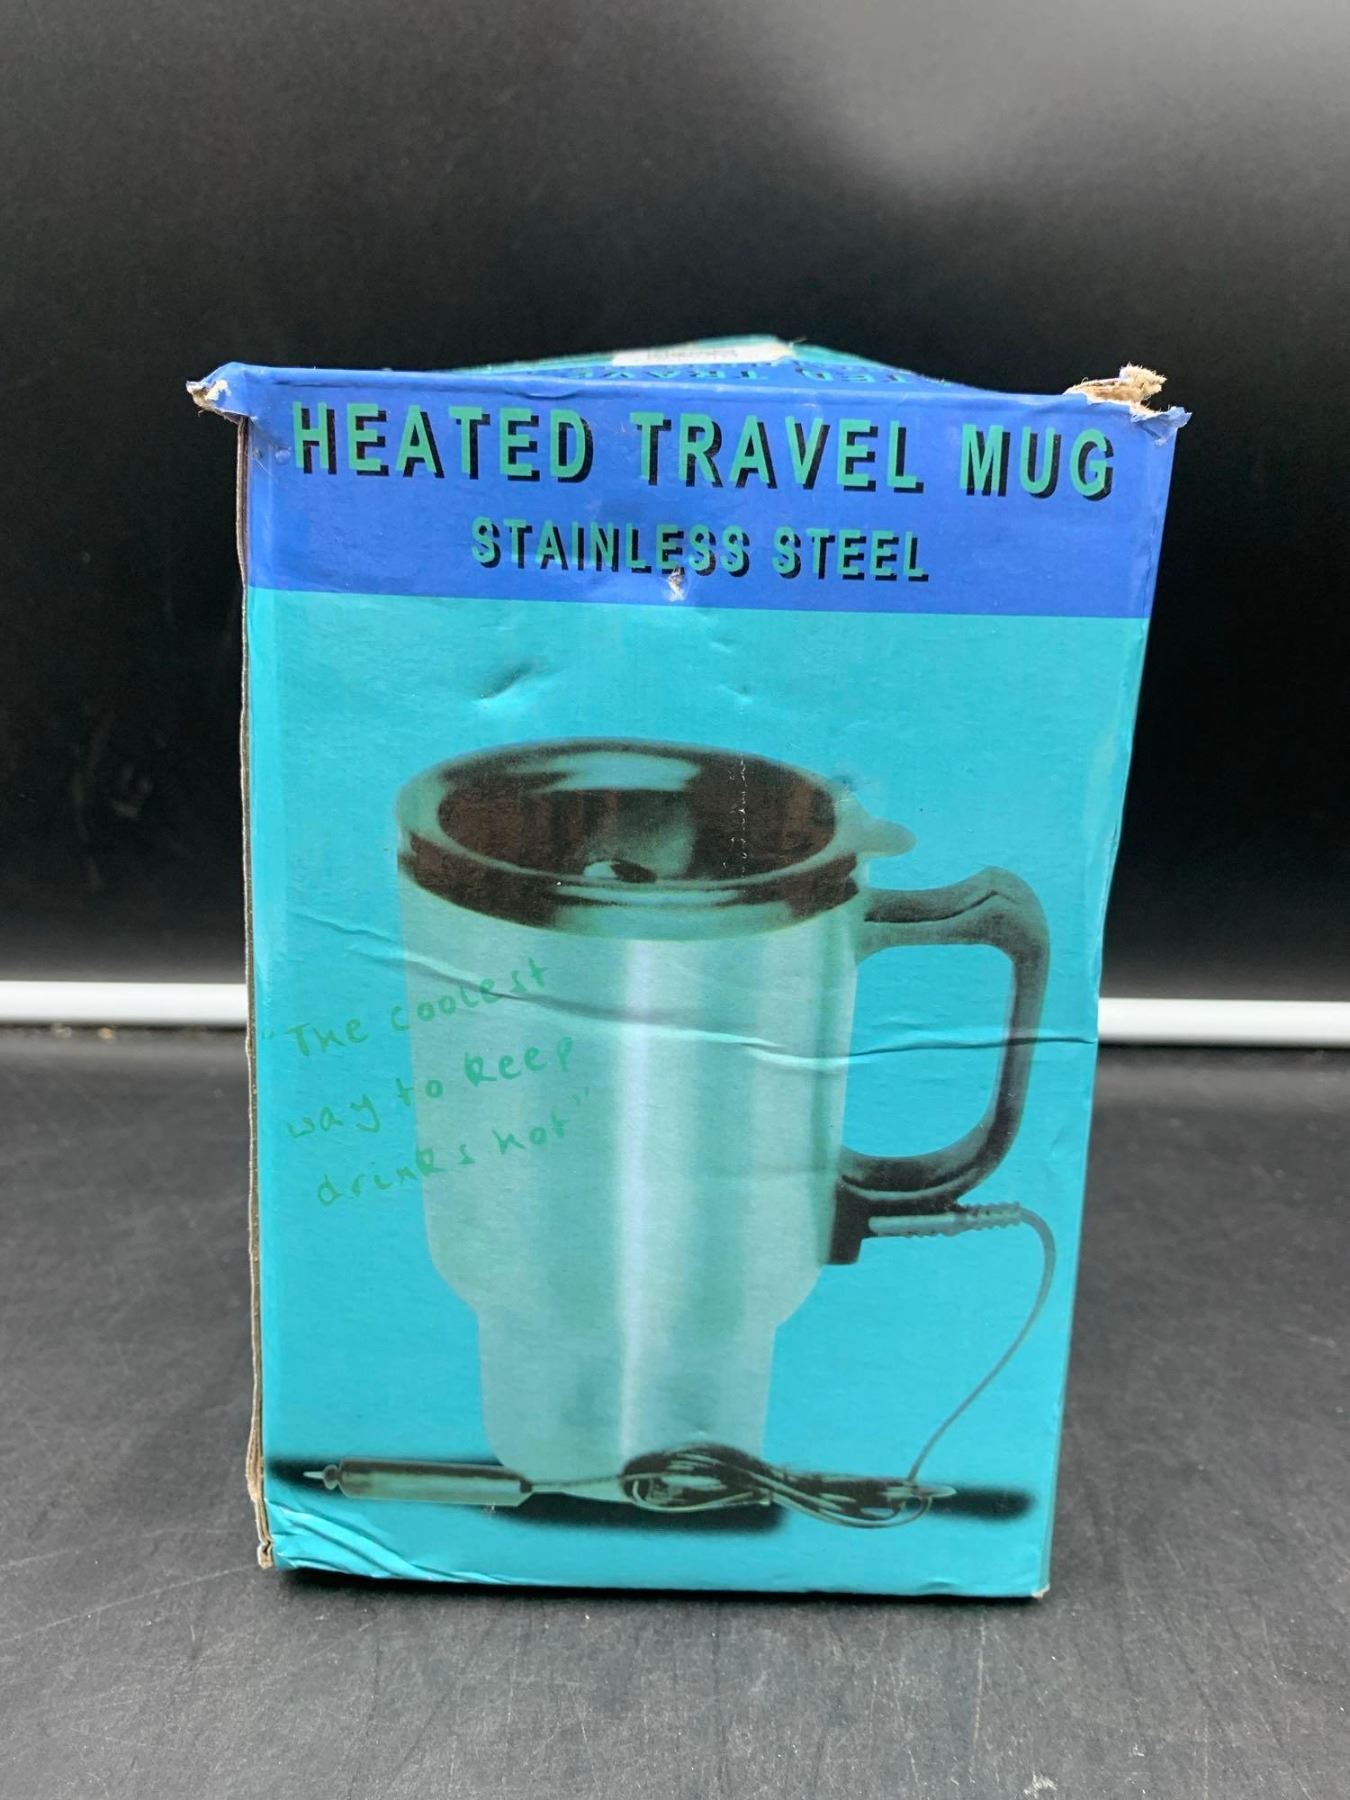 HEATED TRAVEL MUG
STAINLESS STEEL
"The coolest
way to keep
drinks hot"